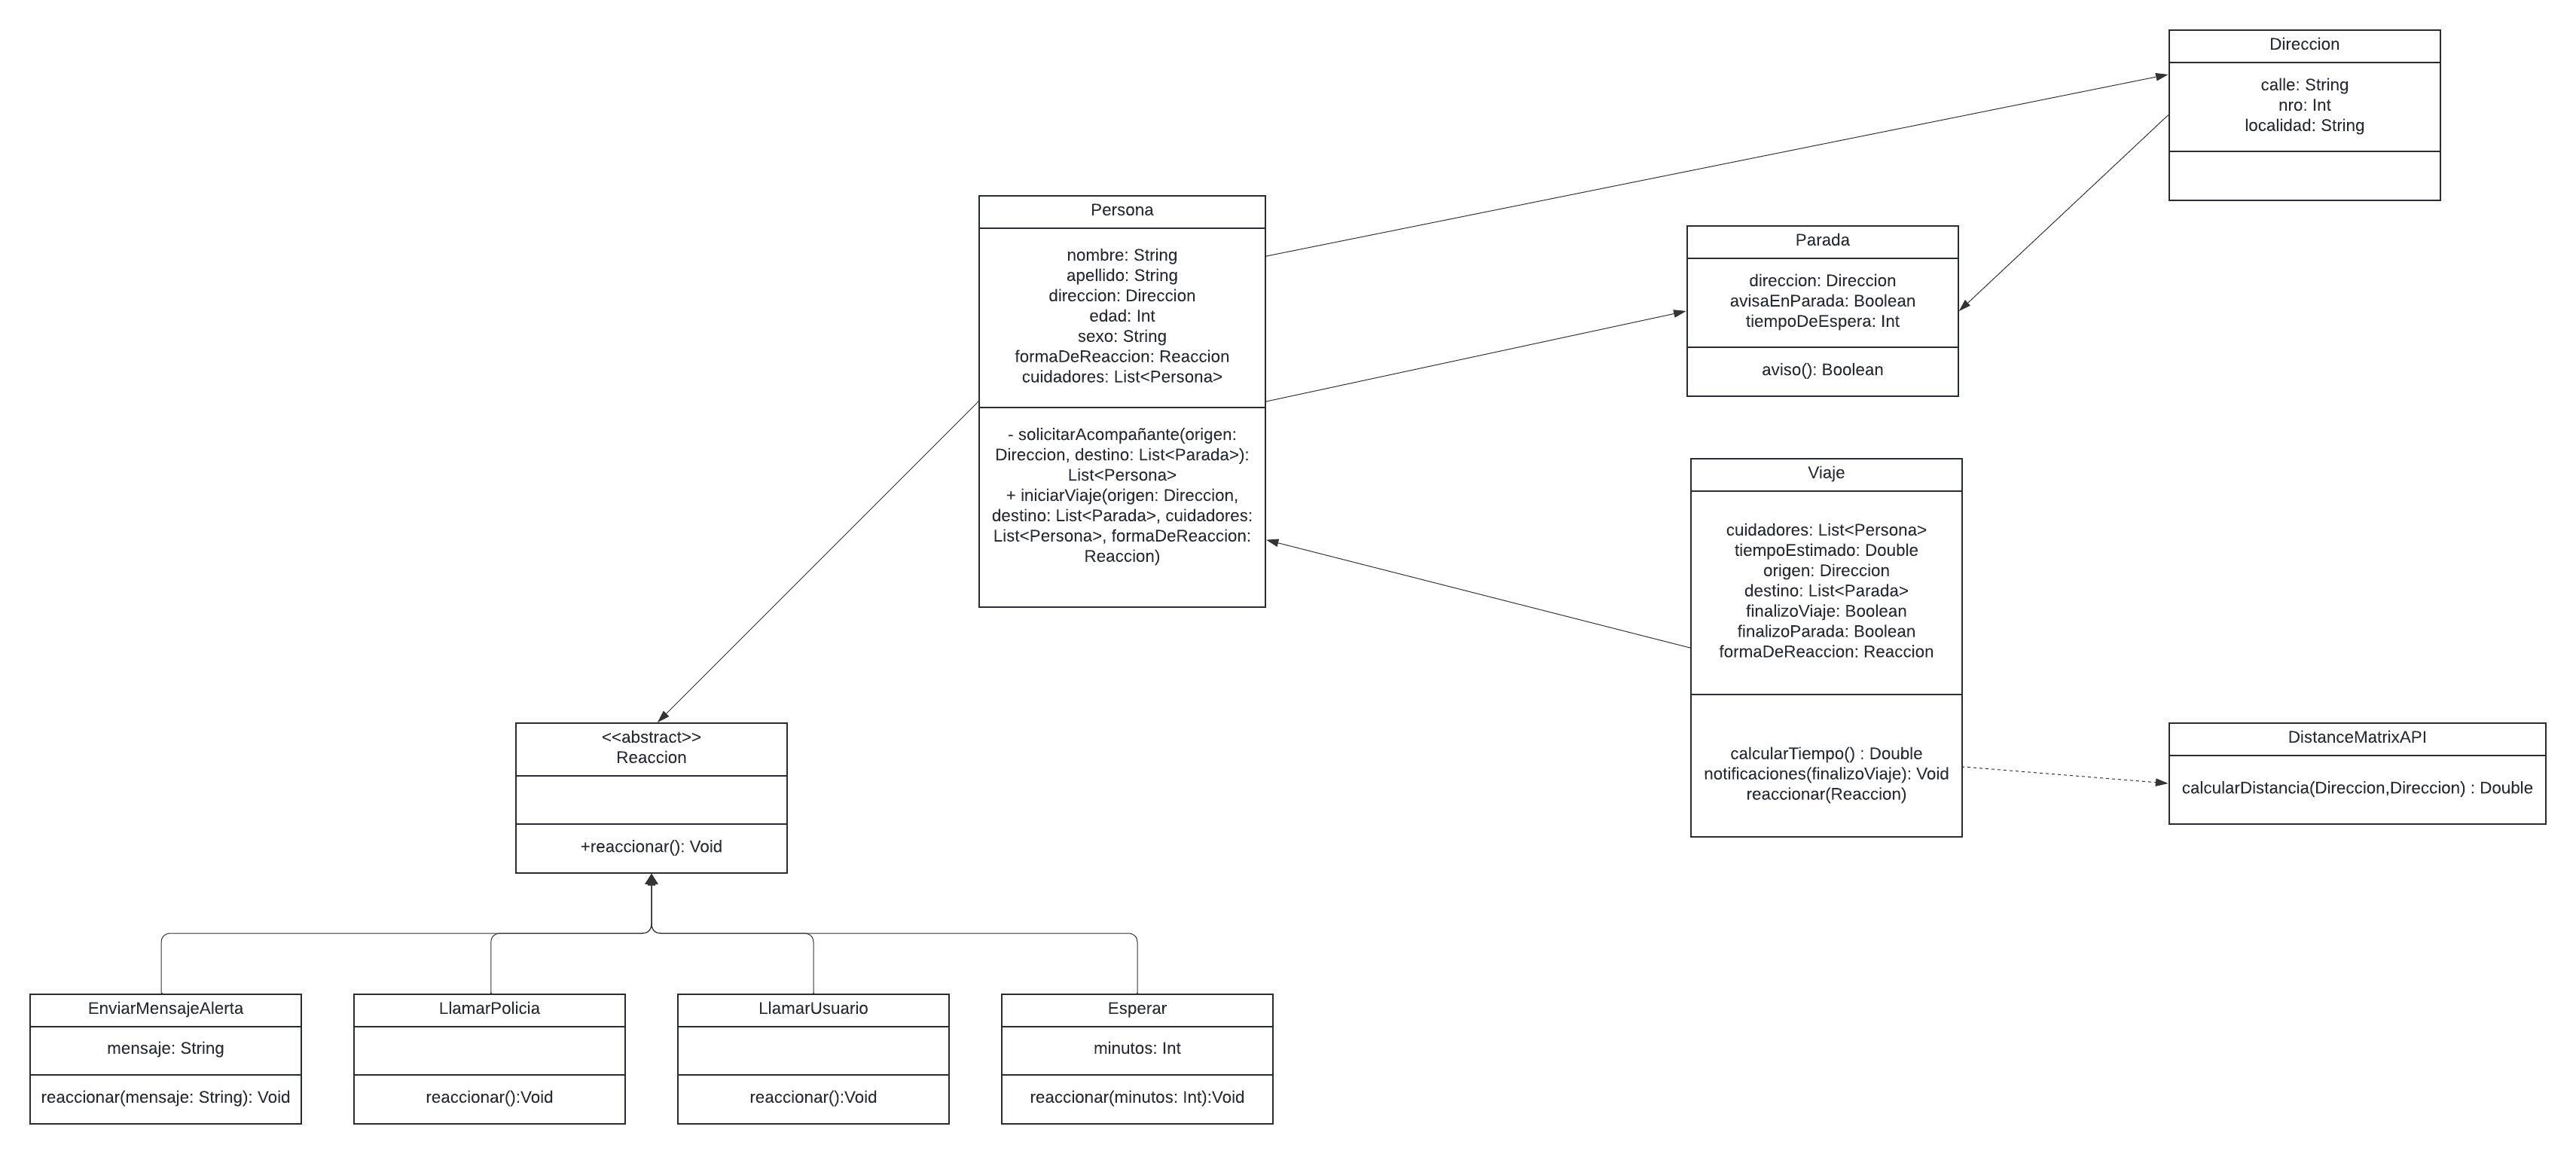 Direccion
calle: String
nro: Int
localidad: String
Persona
nombre: String
apellido: String
direccion: Direccion
edad: Int
sexo: String
formaDeReaccion: Reaccion
cuidadores: List<Persona>
- solicitarAcompañante(origen:
Direccion, destino: List<Parada>):
List<Persona>
+ iniciarViaje(origen: Direccion,
destino: List<Parada>, cuidadores:
List<Persona>, formaDeReaccion:
Reaccion)
Parada
direccion: Direccion
avisaEnParada: Boolean
tiempoDeEspera: Int
aviso(): Boolean
Viaje
cuidadores: List<Persona>
tiempoEstimado: Double
origen: Direccion
destino: List<Parada>
finalizoViaje: Boolean
finalizoParada: Boolean
formaDeReaccion: Reaccion
calcularTiempo() : Double
notificaciones(finalizoViaje): Void
reaccionar(Reaccion)
DistanceMatrixAPI
calcularDistancia(Direccion,Direccion) : Double
<<abstract>>
Reaccion
+reaccionar(): Void
EnviarMensajeAlerta
mensaje: String
reaccionar(mensaje: String): Void
LlamarPolicia
reaccionar():Void
LlamarUsuario
reaccionar():Void
Esperar
minutos: Int
reaccionar(minutos: Int):Void